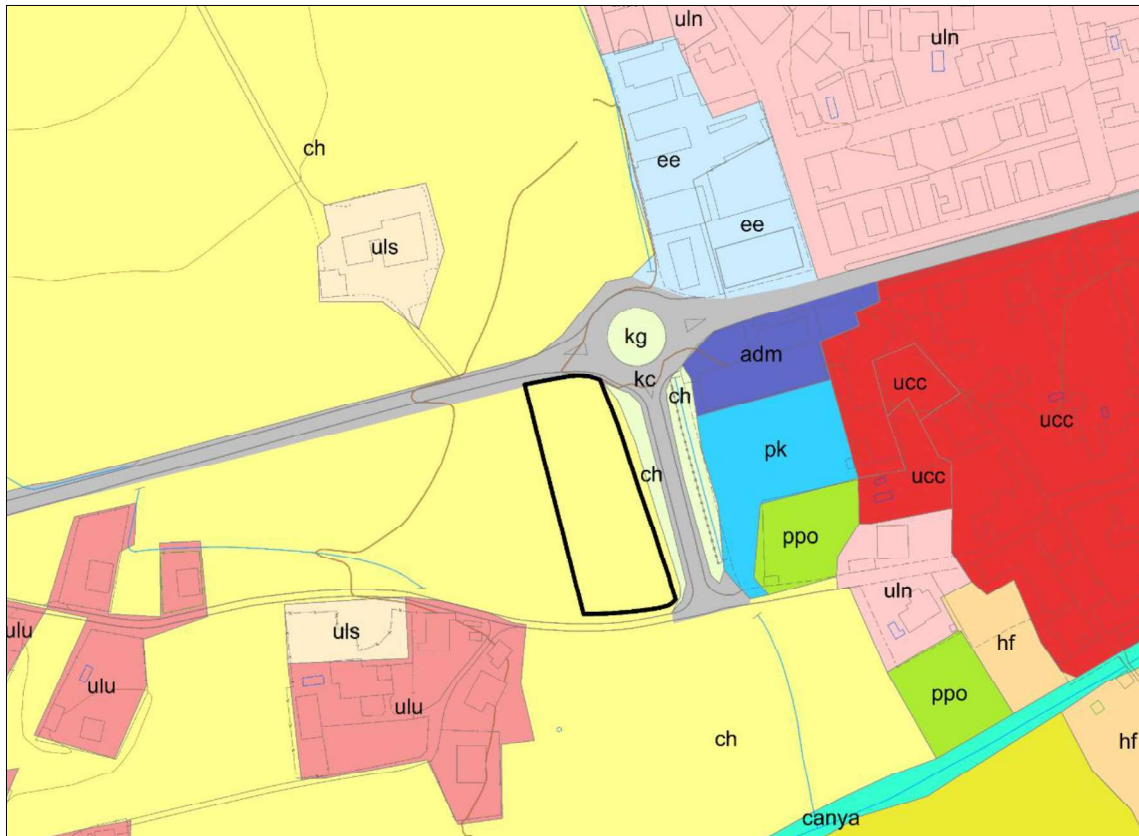 uln
uln
ch
ee
uls
ee
kg
adm
kc
ch
ucc
ucc
ch
pk
ucc
ppo
uln
ulu
uls
hf
ulu
ulu
ppo
ch
hf
canya